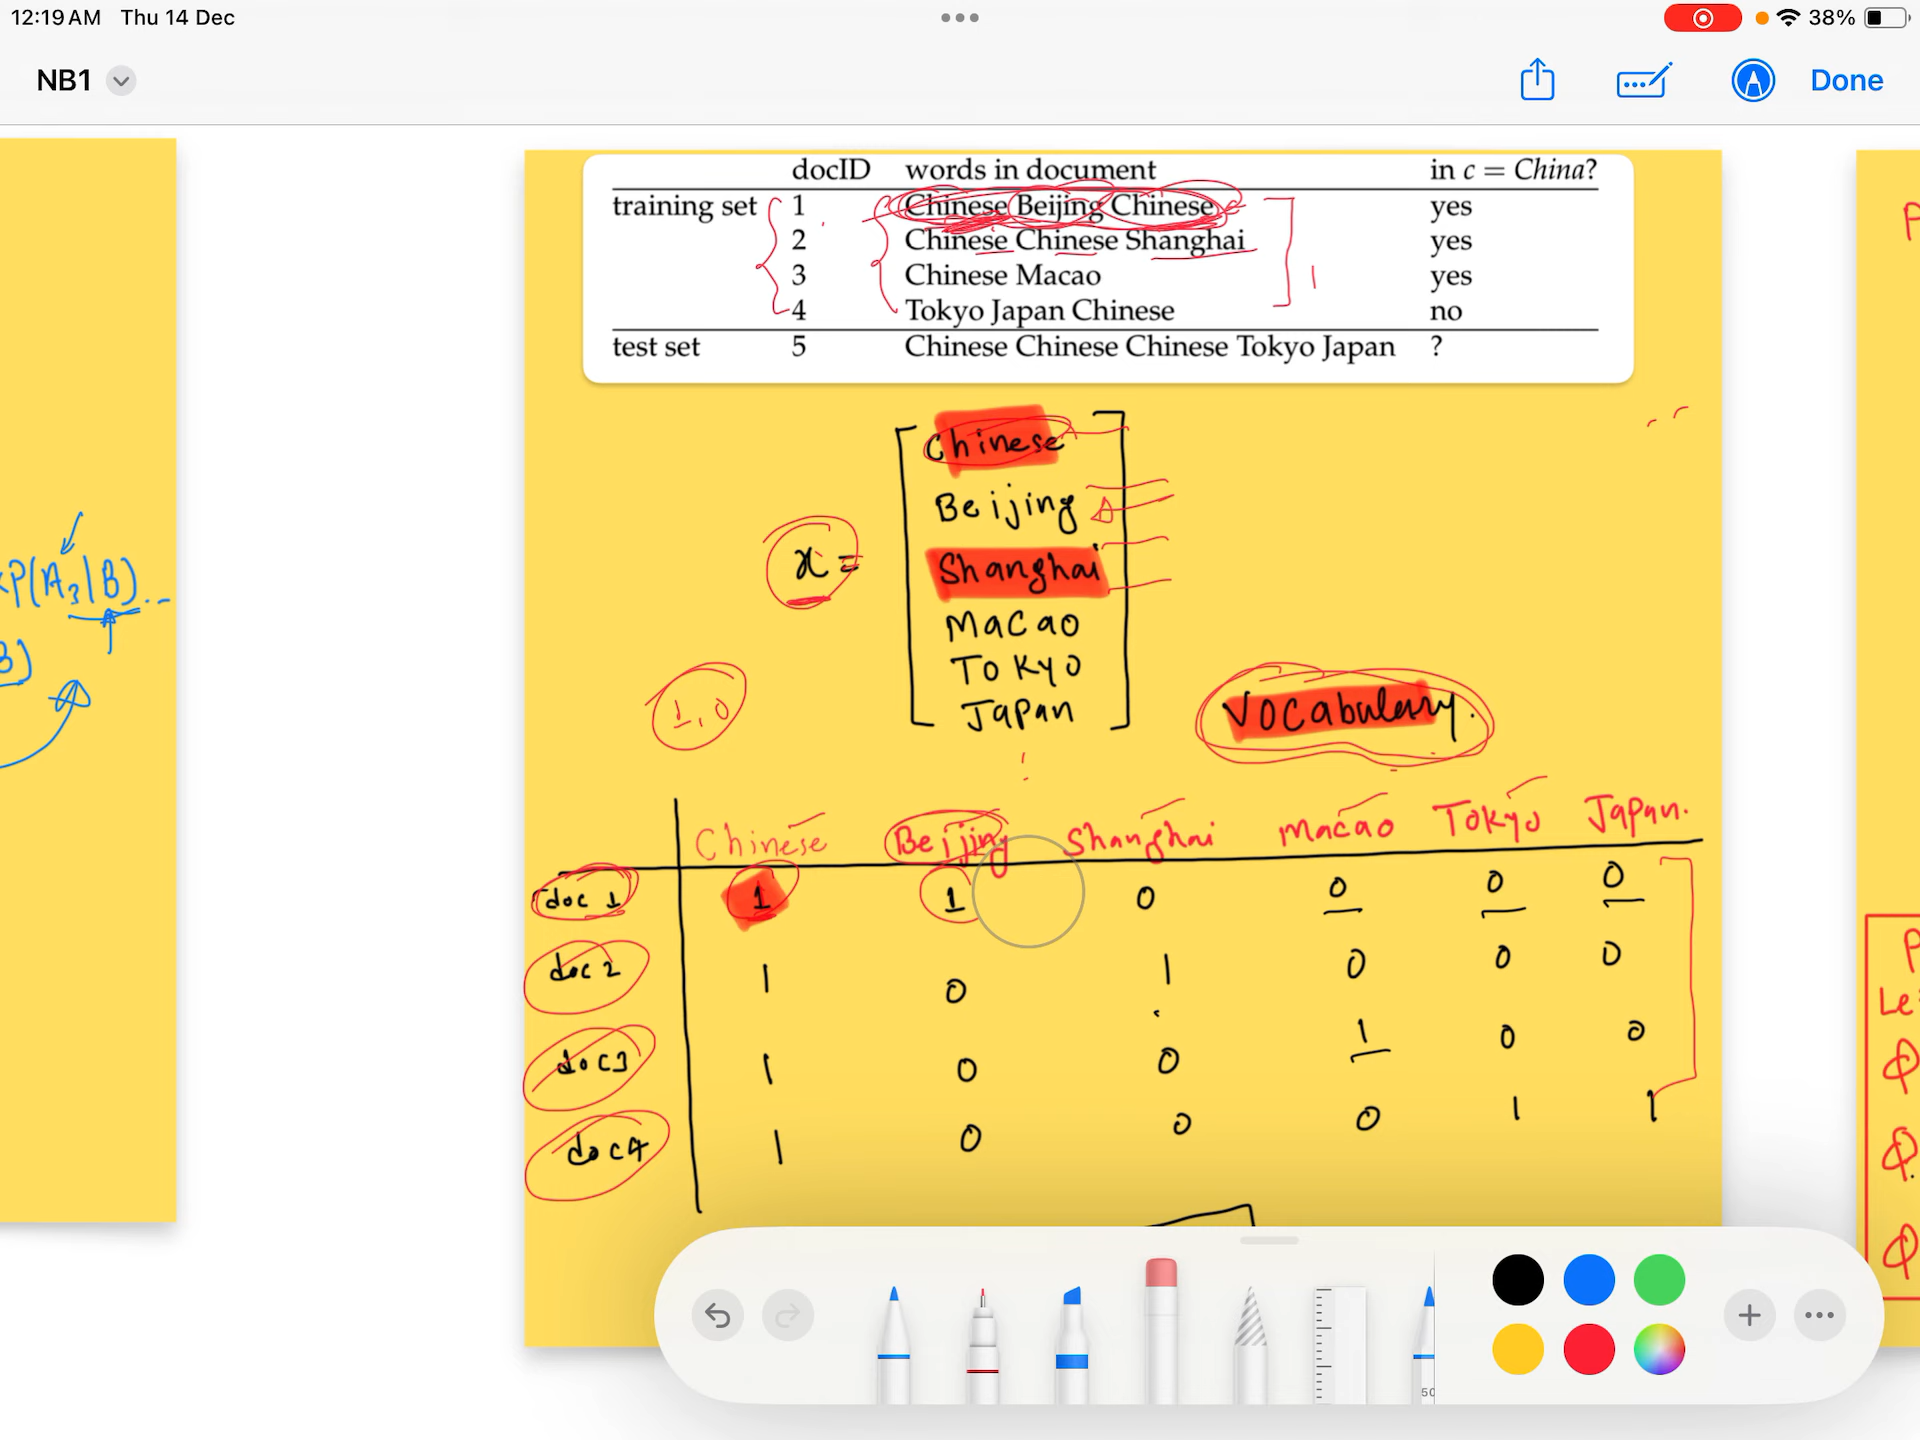 12:19 AM Thu 14 Dec
38%
NB1
Done
docID words in document in c = China?
training set 1 Chinese Beijing Chinese yes
2 Chinese Chinese Shanghai yes
3 Chinese Macao yes
4 Tokyo Japan Chinese no
test set 5 Chinese Chinese Chinese Tokyo Japan ?
x =
Chinese
Beijing
Shanghai
Macao
Tokyo
Japan
1,0
Vocabulary.
P(A3|B)...
B)
Chinese Beijing Shanghai Macao Tokyo Japan.
doc 1 1 1 0 0 0 0
doc 2 1 0 1 0 0 0
doc3 1 0 0 1 0 0
doc4 1 0 0 0 1 1
P
Le
50